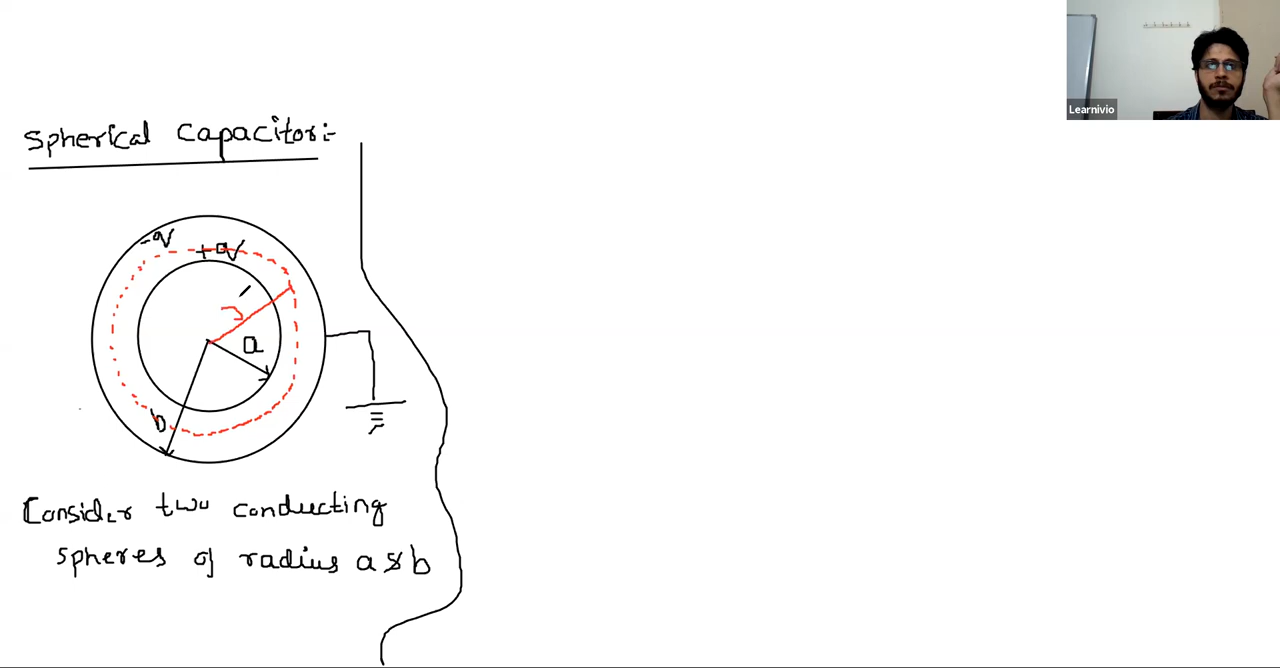 Learnivio
Spherical Capacitor:-
-q
+q
r
a
b
Consider two conducting
spheres of radius a & b